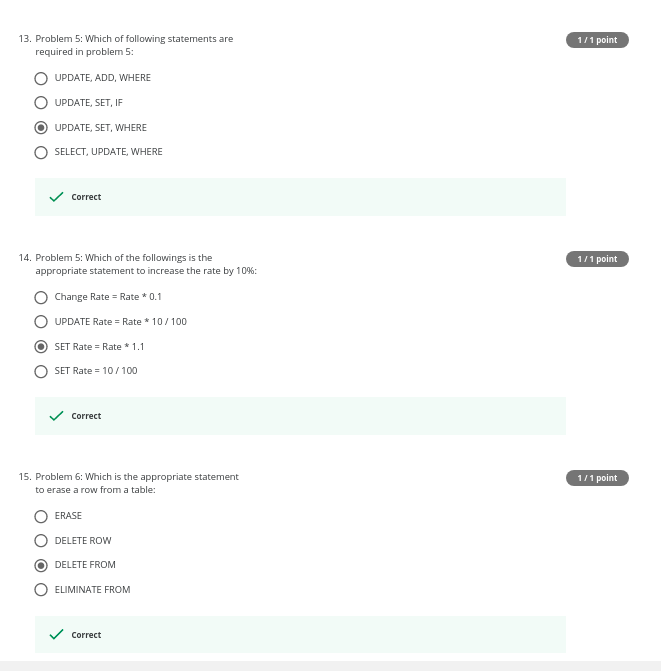 13. Problem 5: Which of following statements are
required in problem 5:
1 / 1 point
UPDATE, ADD, WHERE
UPDATE, SET, IF
UPDATE, SET, WHERE
SELECT, UPDATE, WHERE
Correct
14. Problem 5: Which of the followings is the
appropriate statement to increase the rate by 10%:
1 / 1 point
Change Rate = Rate * 0.1
UPDATE Rate = Rate * 10 / 100
SET Rate = Rate * 1.1
SET Rate = 10 / 100
Correct
15. Problem 6: Which is the appropriate statement
to erase a row from a table:
1 / 1 point
ERASE
DELETE ROW
DELETE FROM
ELIMINATE FROM
Correct